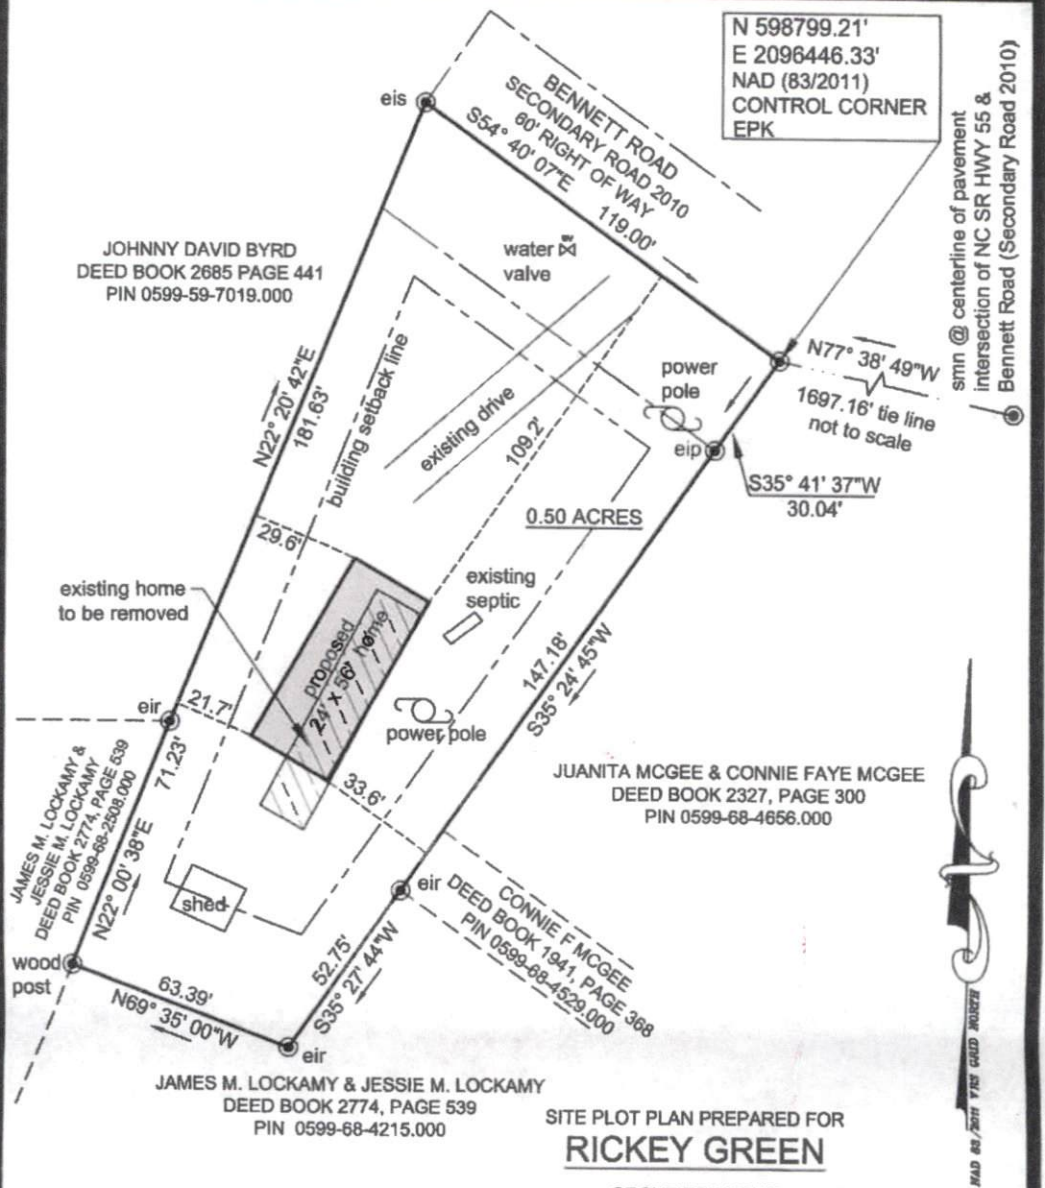 N 598799.21'
E 2096446.33'
NAD (83/2011)
CONTROL CORNER
EPK
eis
BENNETT ROAD
SECONDARY ROAD 2010
60' RIGHT OF WAY
S54° 40' 07"E
119.00'
smn @ centerline of pavement
intersection of NC SR HWY 55 &
Bennett Road (Secondary Road 2010)
JOHNNY DAVID BYRD
DEED BOOK 2685 PAGE 441
PIN 0599-59-7019.000
water
valve
N22° 20' 42"E
181.63'
building setback line
existing drive
109.2'
power
pole
N77° 38' 49"W
1697.16' tie line
not to scale
eip
S35° 41' 37"W
30.04'
0.50 ACRES
29.6'
existing home
to be removed
existing
septic
proposed
24' x 56' home
147.18'
S35° 24' 45"W
eir
21.7'
power pole
71.23'
N22° 00' 38"E
JAMES M. LOCKAMY &
JESSIE M. LOCKAMY
DEED BOOK 2774, PAGE 539
PIN 0599-68-2508.000
33.6'
JUANITA MCGEE & CONNIE FAYE MCGEE
DEED BOOK 2327, PAGE 300
PIN 0599-68-4656.000
shed
eir
CONNIE F MCGEE
DEED BOOK 1941, PAGE 368
PIN 0599-68-4529.000
wood
post
63.39'
N69° 35' 00"W
52.75'
S35° 27' 44"W
eir
JAMES M. LOCKAMY & JESSIE M. LOCKAMY
DEED BOOK 2774, PAGE 539
PIN 0599-68-4215.000
SITE PLOT PLAN PREPARED FOR
RICKEY GREEN
NAD 83/2011 VRS GRID NORTH